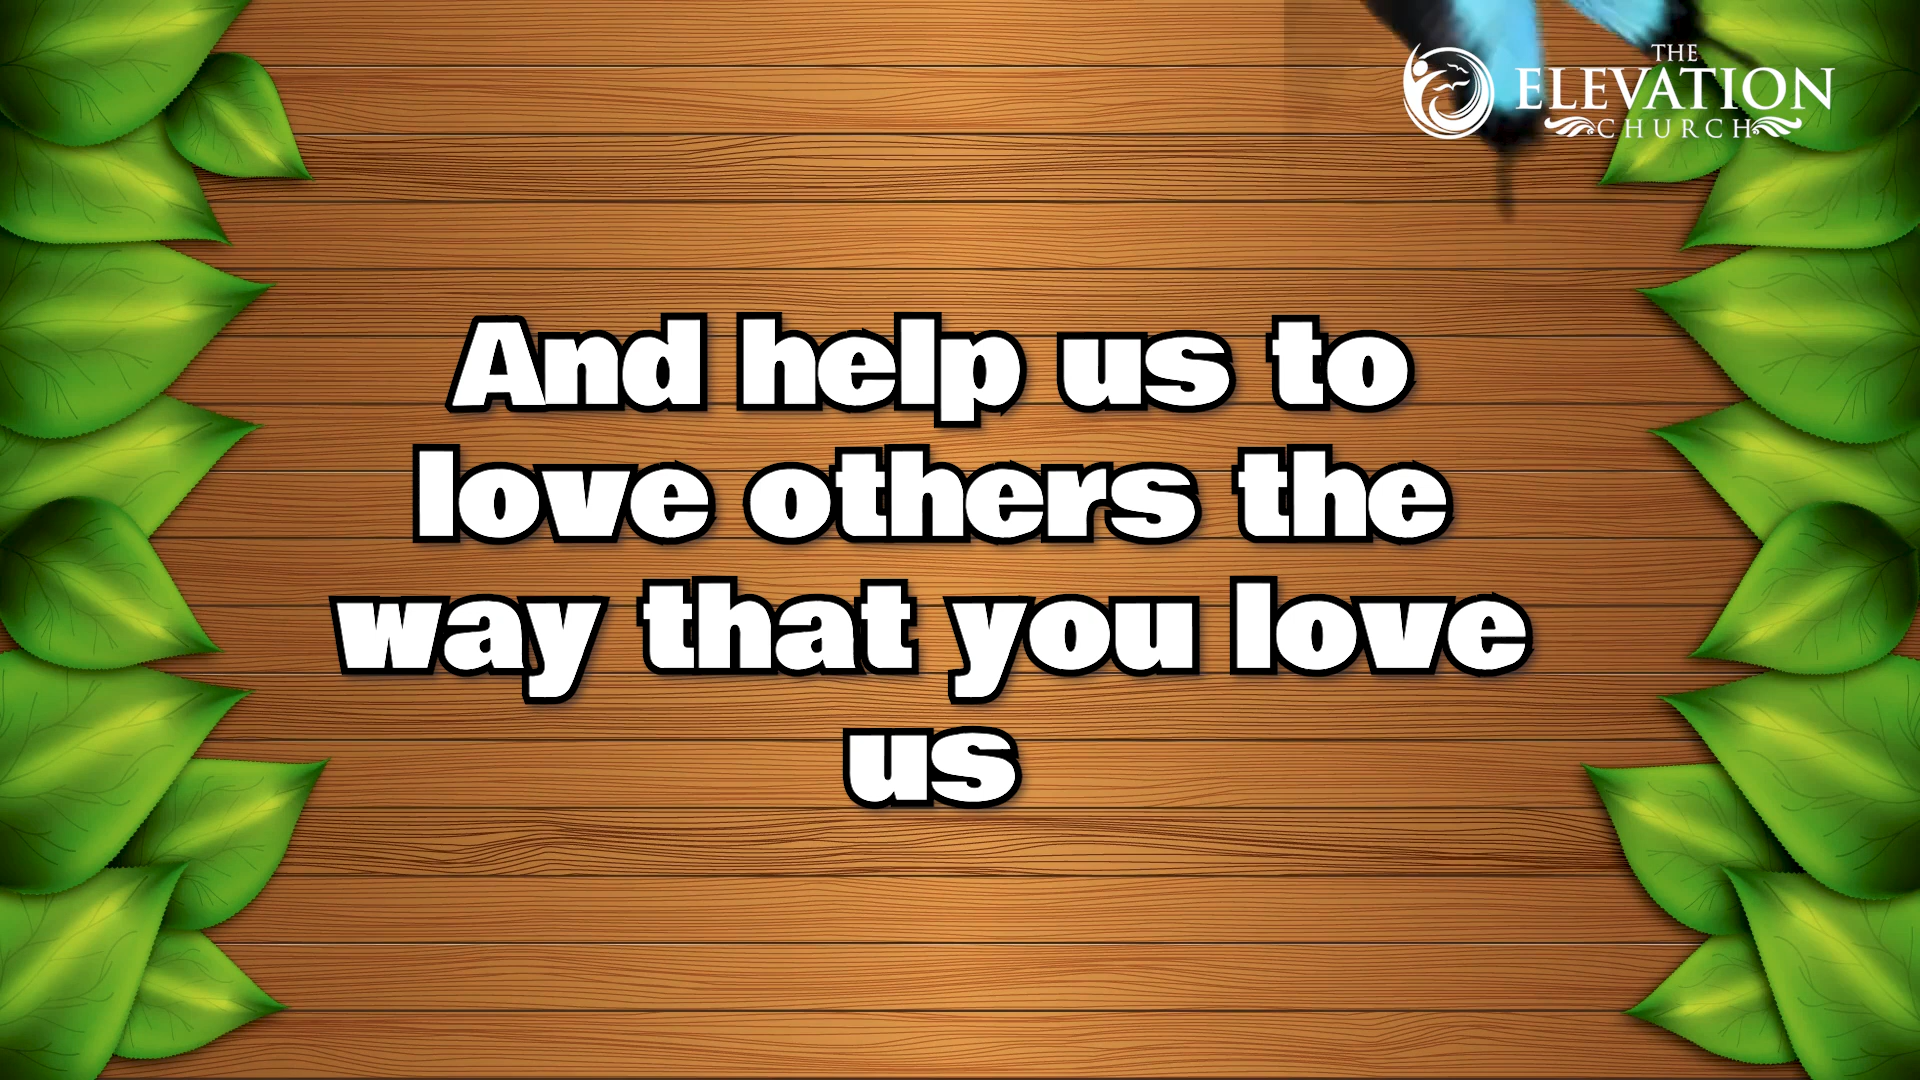 THE
ELEVATION
CHURCH
And help us to
love others the
way that you love
us